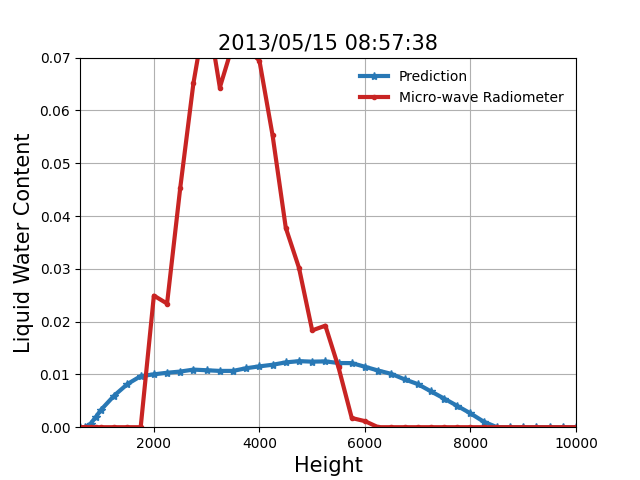 2013/05/15 08:57:38
Prediction
Micro-wave Radiometer
Liquid Water Content
0.07
0.06
0.05
0.04
0.03
0.02
0.01
0.00
2000 4000 6000 8000 10000
Height